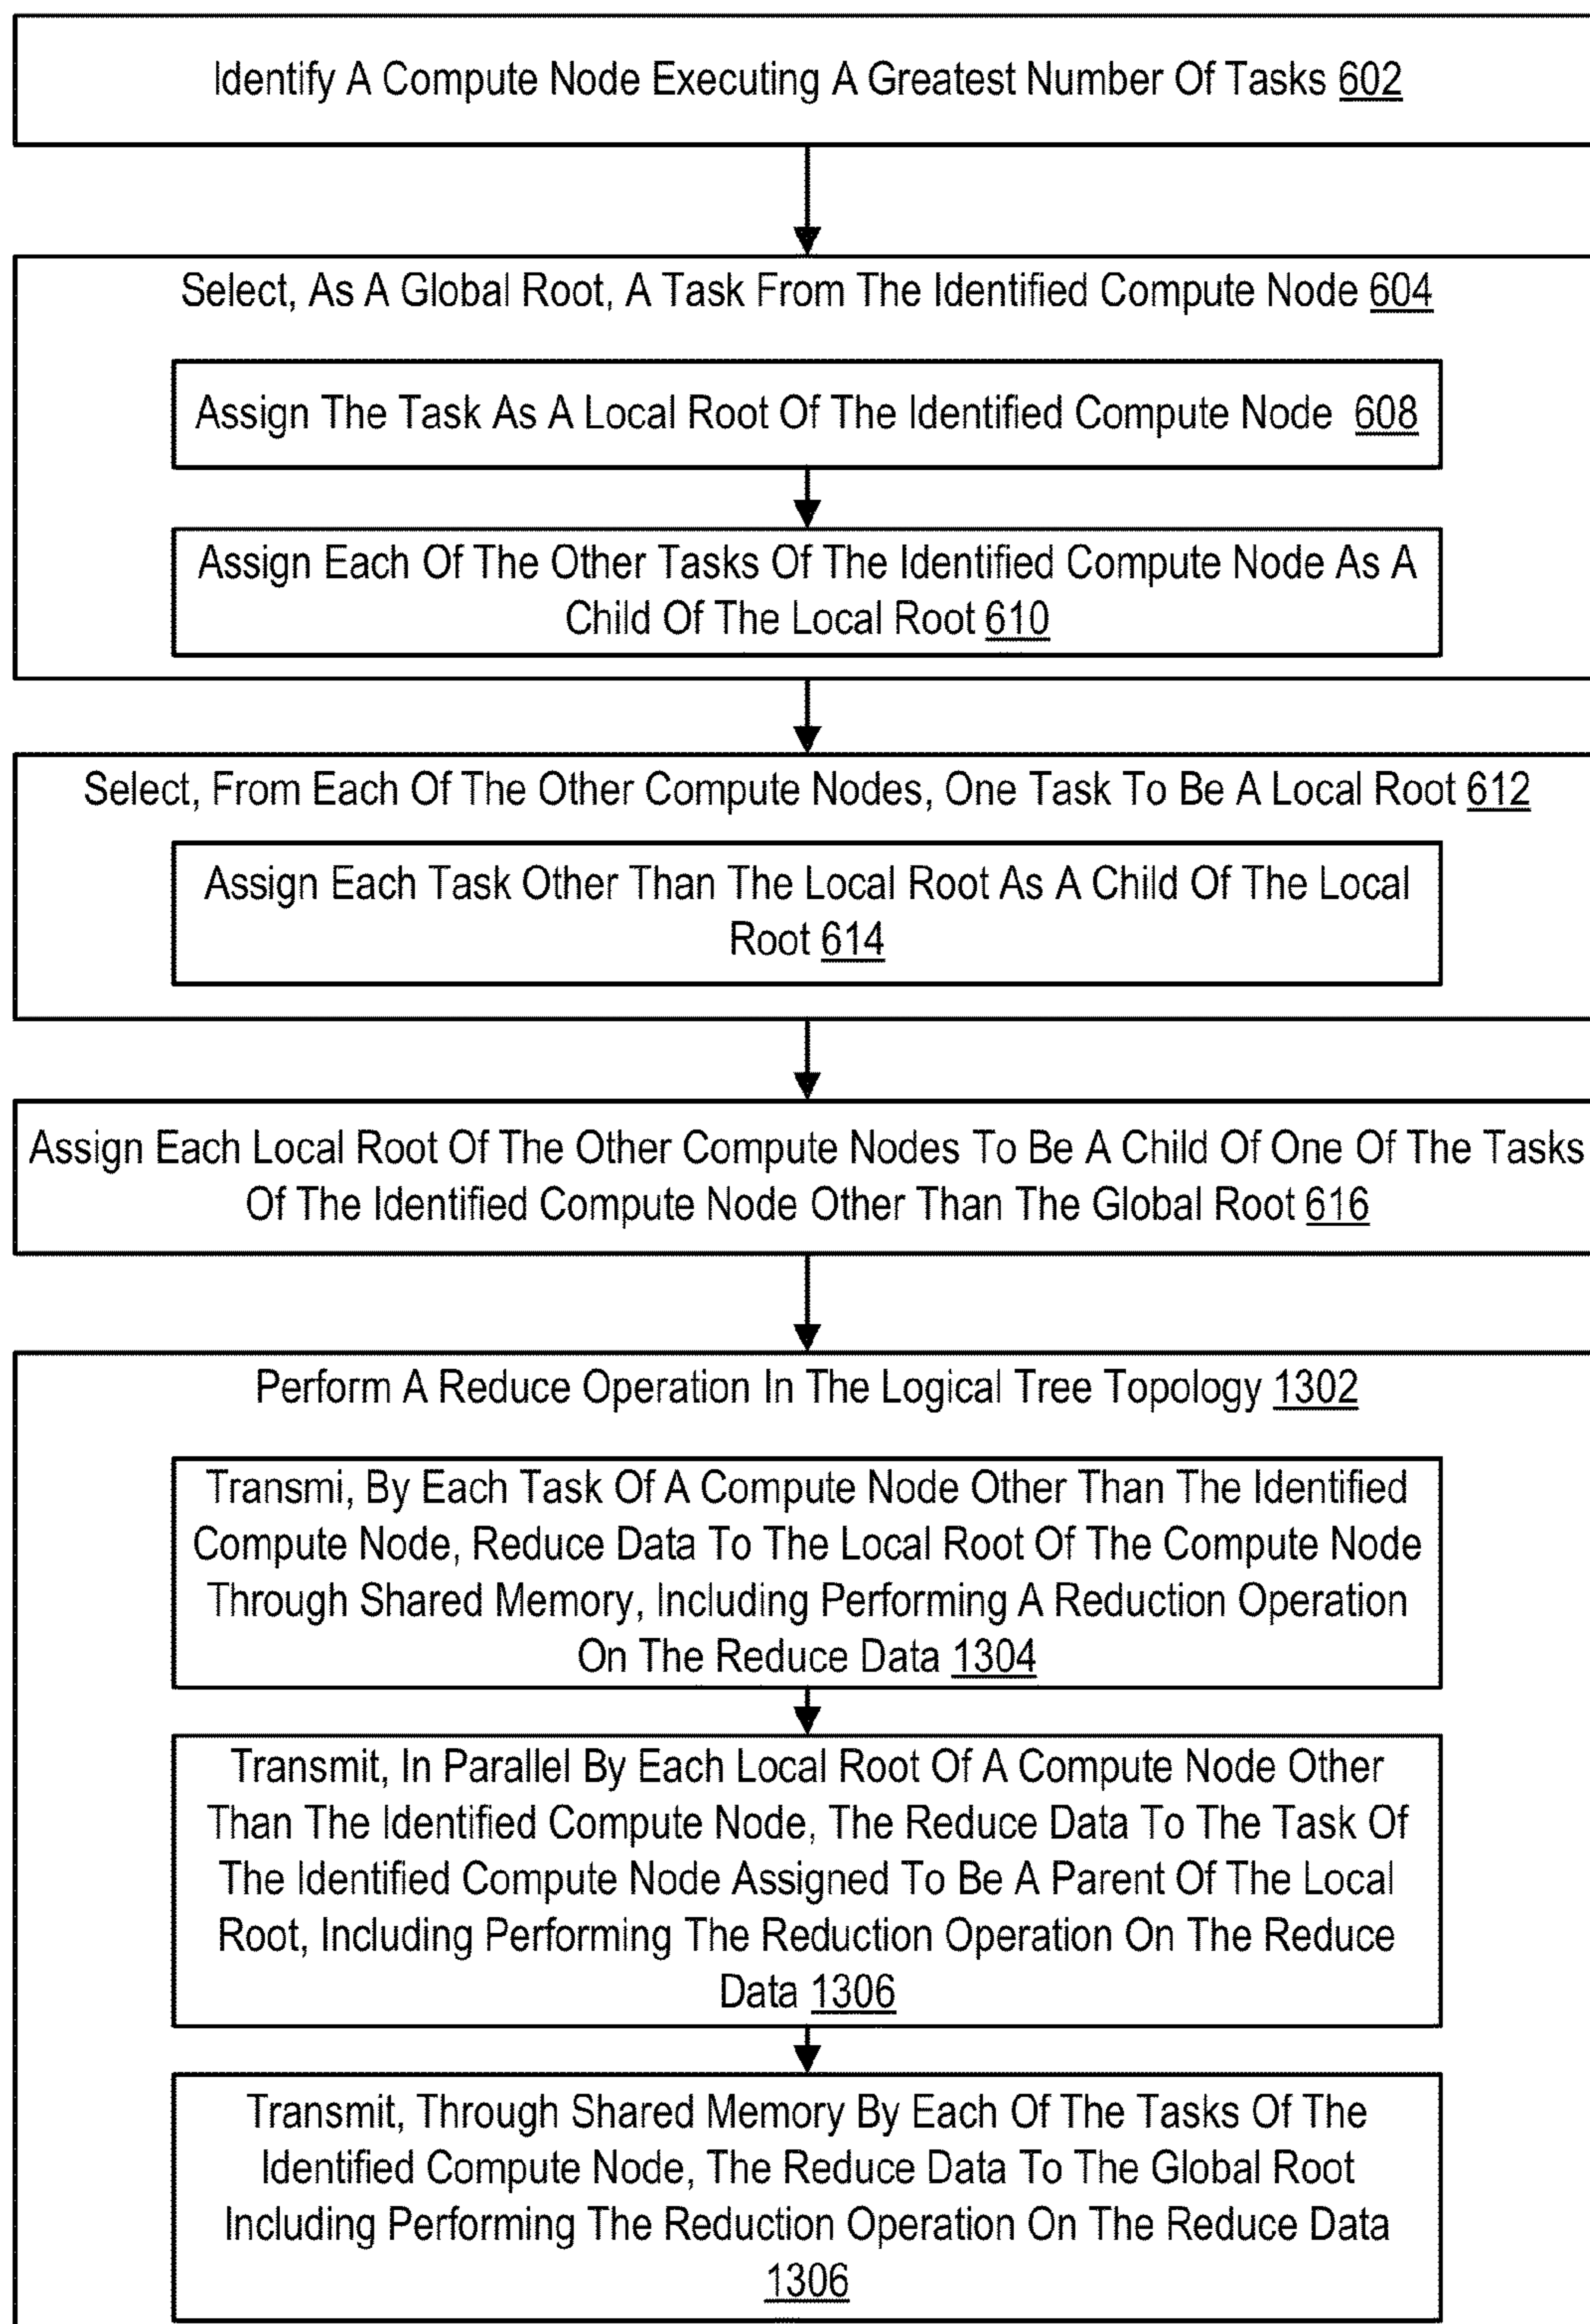 Identify A Compute Node Executing A Greatest Number Of Tasks 602
Select, As A Global Root, A Task From The Identified Compute Node 604
Assign The Task As A Local Root Of The Identified Compute Node 608
Assign Each Of The Other Tasks Of The Identified Compute Node As A
Child Of The Local Root 610
Select, From Each Of The Other Compute Nodes, One Task To Be A Local Root 612
Assign Each Task Other Than The Local Root As A Child Of The Local
Root 614
Assign Each Local Root Of The Other Compute Nodes To Be A Child Of One Of The Tasks
Of The Identified Compute Node Other Than The Global Root 616
Perform A Reduce Operation In The Logical Tree Topology 1302
Transmi, By Each Task Of A Compute Node Other Than The Identified
Compute Node, Reduce Data To The Local Root Of The Compute Node
Through Shared Memory, Including Performing A Reduction Operation
On The Reduce Data 1304
Transmit, In Parallel By Each Local Root Of A Compute Node Other
Than The Identified Compute Node, The Reduce Data To The Task Of
The Identified Compute Node Assigned To Be A Parent Of The Local
Root, Including Performing The Reduction Operation On The Reduce
Data 1306
Transmit, Through Shared Memory By Each Of The Tasks Of The
Identified Compute Node, The Reduce Data To The Global Root
Including Performing The Reduction Operation On The Reduce Data
1306